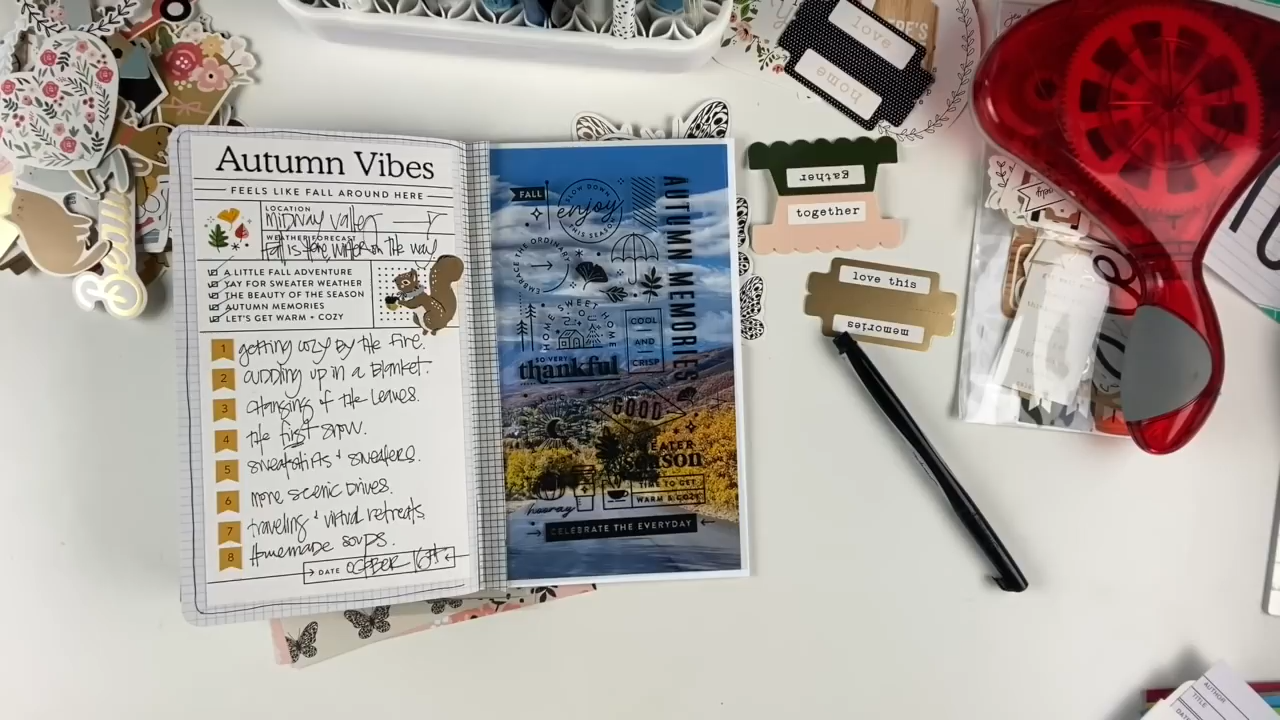 Autumn Vibes
FEELS LIKE FALL AROUND HERE
LOCATION
Midway valley
WEATHER FORECAST
Fall is here, winter on the way
A LITTLE FALL ADVENTURE
YAY FOR SWEATER WEATHER
THE BEAUTY OF THE SEASON
AUTUMN MEMORIES
LET'S GET WARM + COZY
1 getting cozy by the fire.
2 cuddling up in a blanket.
3 changing of the leaves.
4 the first snow.
5 sweatshirts + sneakers.
6 more scenic drives.
7 traveling + virtual retreats.
8 Homemade soups.
DATE October 16th
FALL
SLOW DOWN
enjoy
THIS SEASON
EMBRACE THE ORDINARY
HOME SWEET HOME
COOL
AND
CRISP
SO VERY
thankful
AUTUMN MEMORIES
GOOD
SWEATER
season
TIME TO GET
WARM & COZY
hooray
CELEBRATE THE EVERYDAY
love
home
gather
together
love this
memories
AUTHOR
TITLE